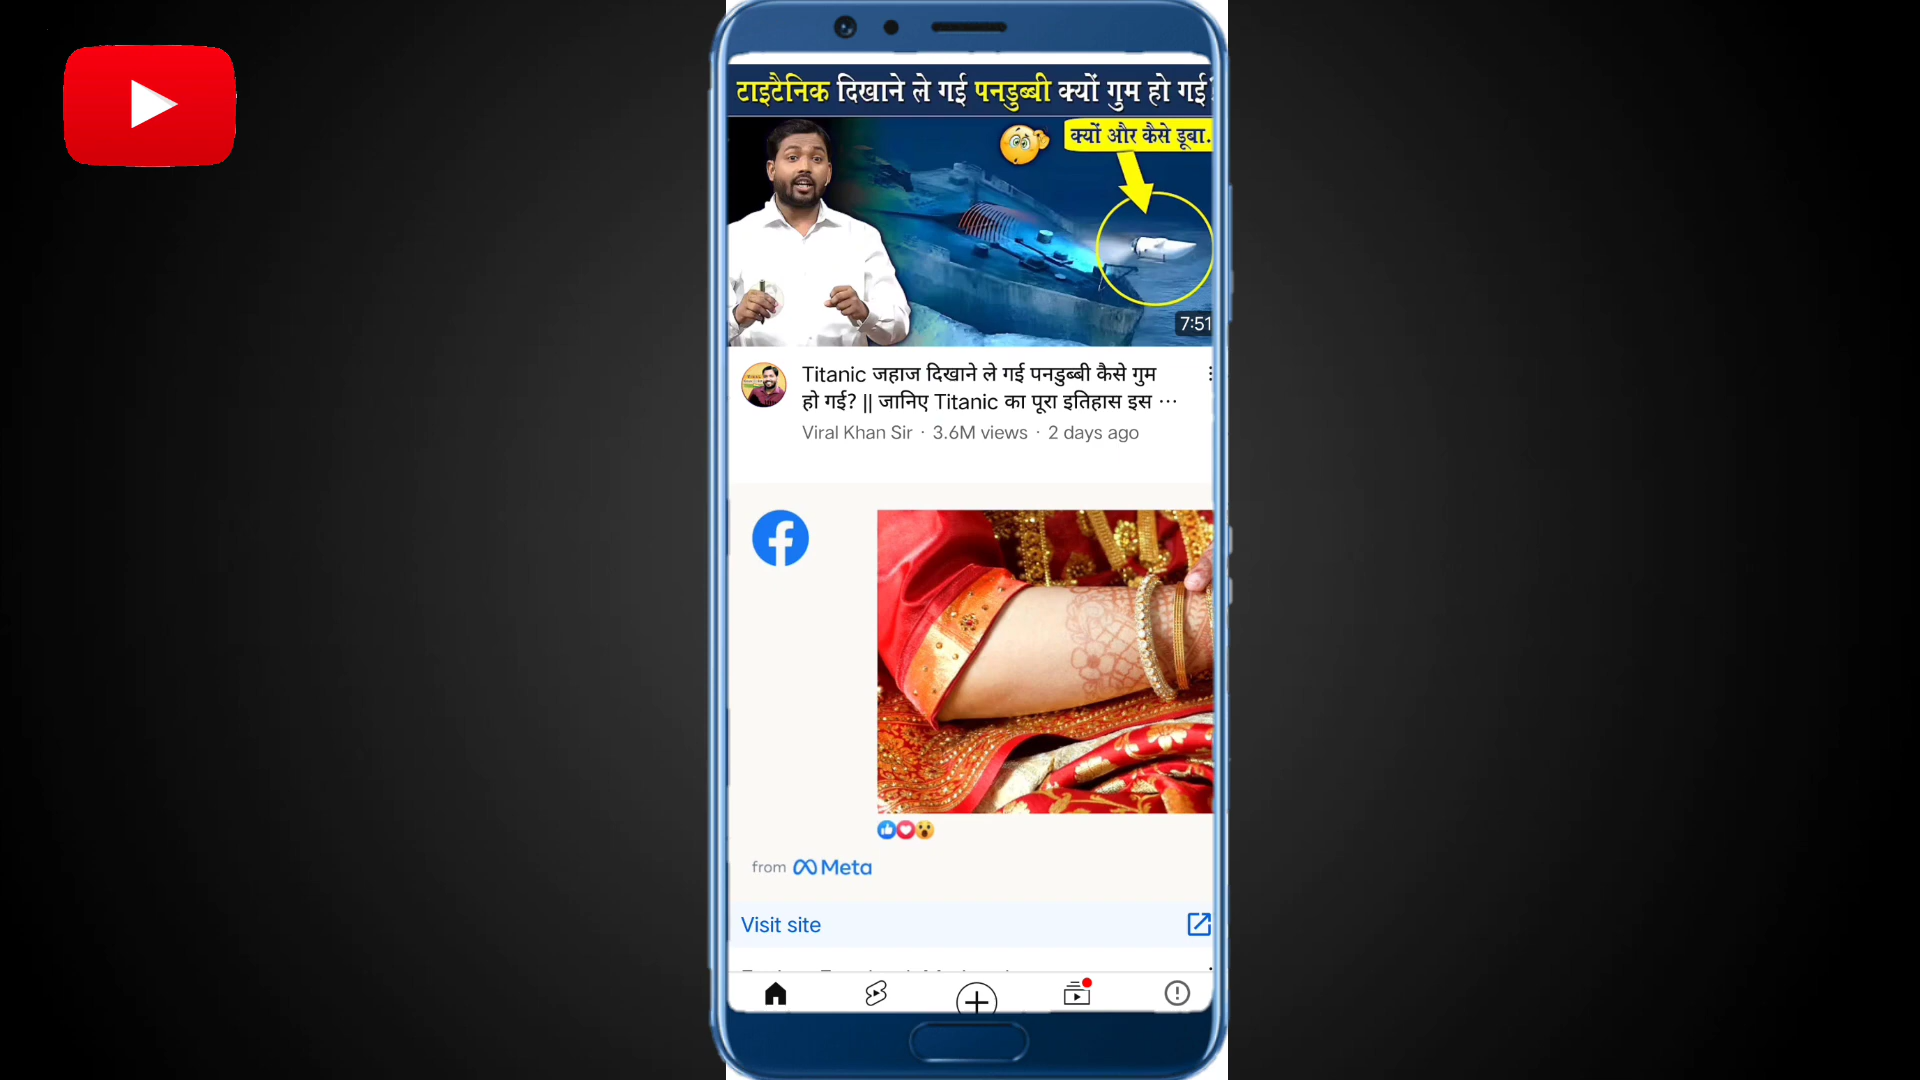 टाइटैनिक दिखाने ले गई पनडुब्बी क्यों गुम हो गई?
क्यों और कैसे डूबा.
7:51
Titanic जहाज दिखाने ले गई पनडुब्बी कैसे गुम
हो गई? || जानिए Titanic का पूरा इतिहास इस ...
Viral Khan Sir · 3.6M views · 2 days ago
from Meta
Visit site